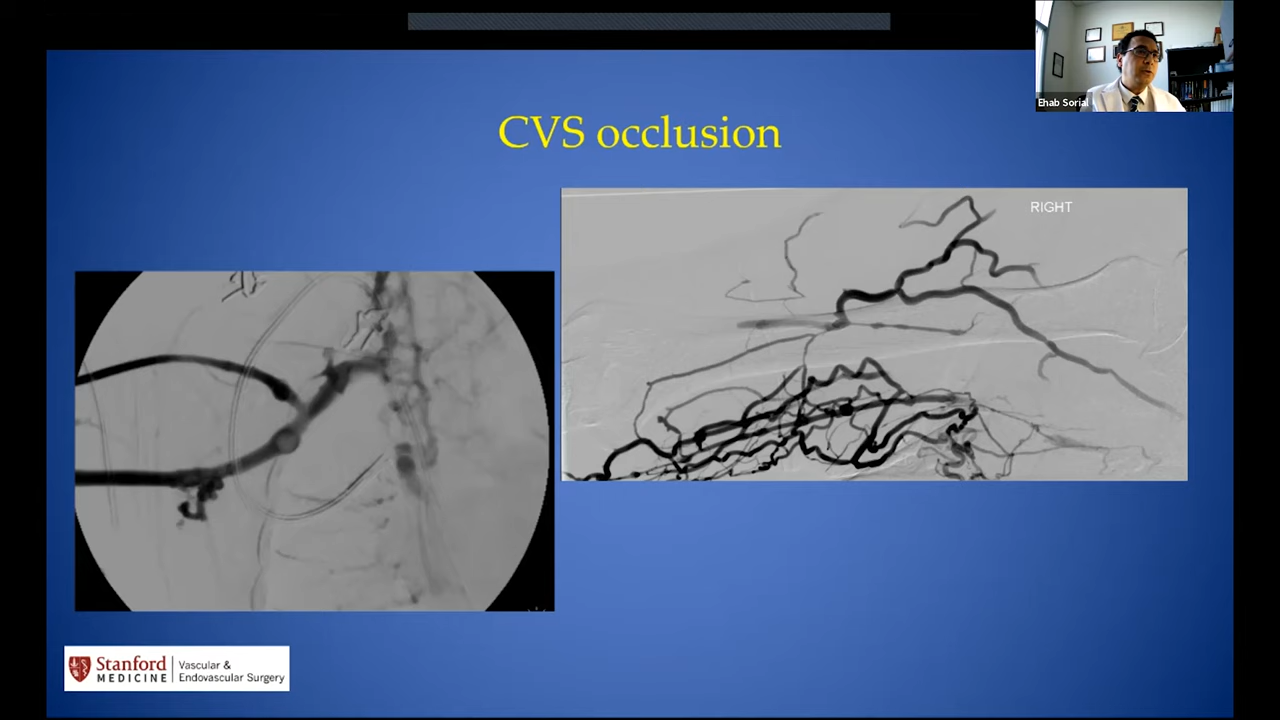 Ehab Sorial
CVS occlusion
RIGHT
Stanford
MEDICINE
Vascular &
Endovascular Surgery